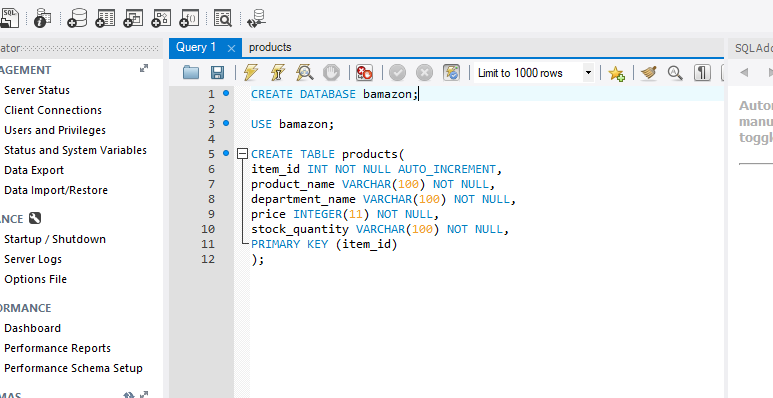 SQL
ator
Query 1
products
SQLAdd
AGEMENT
Limit to 1000 rows
Server Status
Client Connections
Users and Privileges
Status and System Variables
Data Export
Data Import/Restore
ANCE
Startup / Shutdown
Server Logs
Options File
ORMANCE
Dashboard
Performance Reports
Performance Schema Setup
MAS
1 CREATE DATABASE bamazon;
2
3 USE bamazon;
4
5 CREATE TABLE products(
6 item_id INT NOT NULL AUTO_INCREMENT,
7 product_name VARCHAR(100) NOT NULL,
8 department_name VARCHAR(100) NOT NULL,
9 price INTEGER(11) NOT NULL,
10 stock_quantity VARCHAR(100) NOT NULL,
11 PRIMARY KEY (item_id)
12 );
Autor
manu
toggl